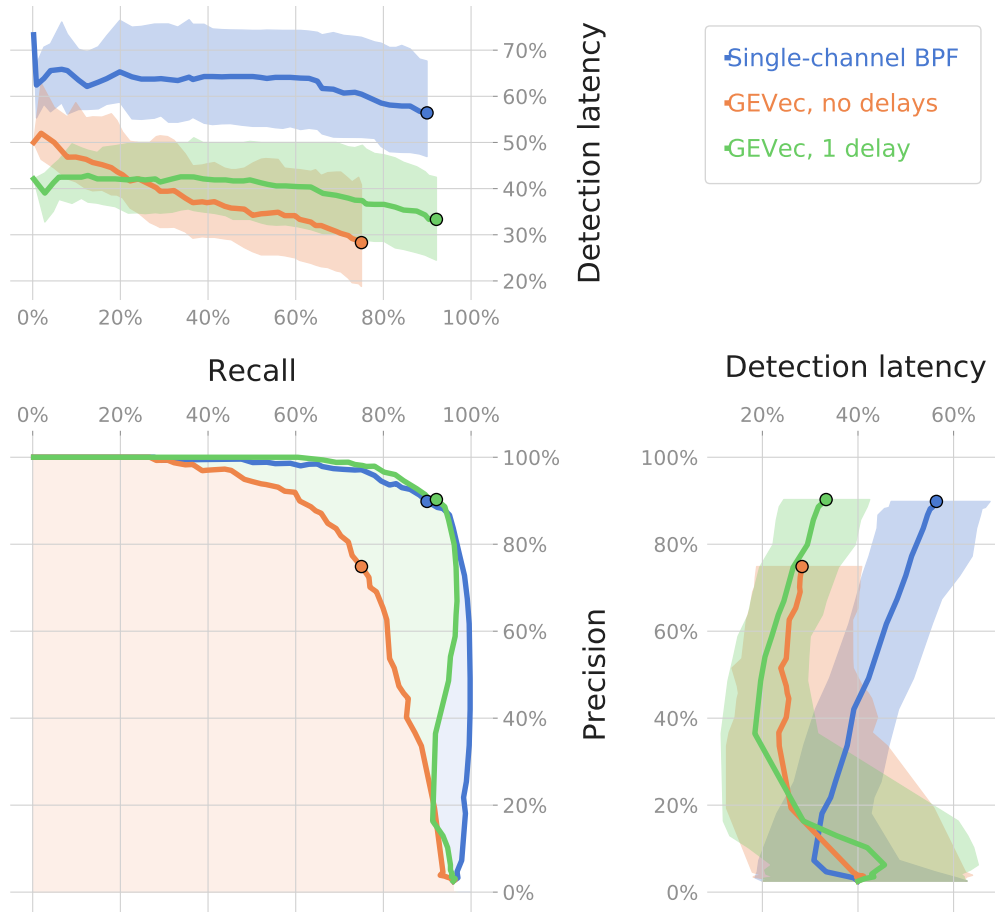 70%
60%
50%
40%
30%
20%
0% 20% 40% 60% 80% 100%
Detection latency
Single-channel BPF
GEVec, no delays
GEVec, 1 delay
Recall
0% 20% 40% 60% 80% 100%
100%
80%
60%
40%
20%
0%
Precision
Detection latency
20% 40% 60%
100%
80%
60%
40%
20%
0%